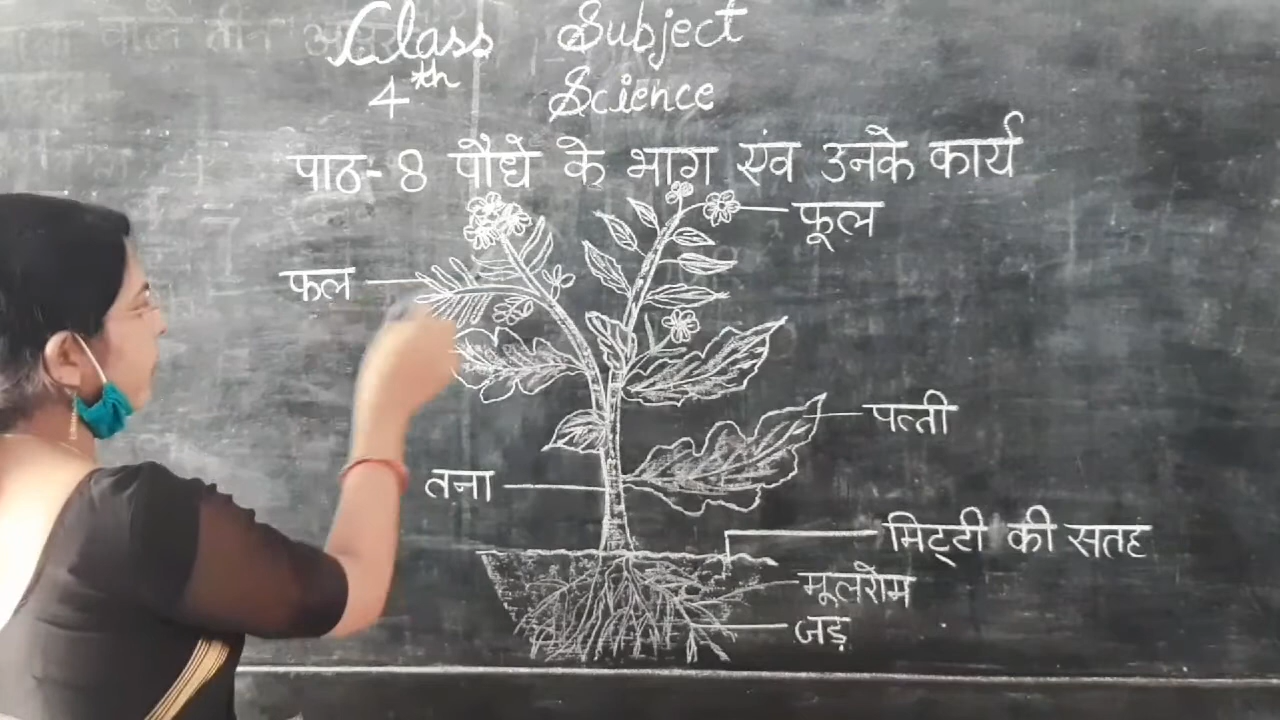 वाले तीन
Class Subject
4th Science
पाठ-8 पौधे के भाग एंव उनके कार्य
फूल
फल
पत्ती
तना
मिट्टी की सतह
मूलरोम
जड़